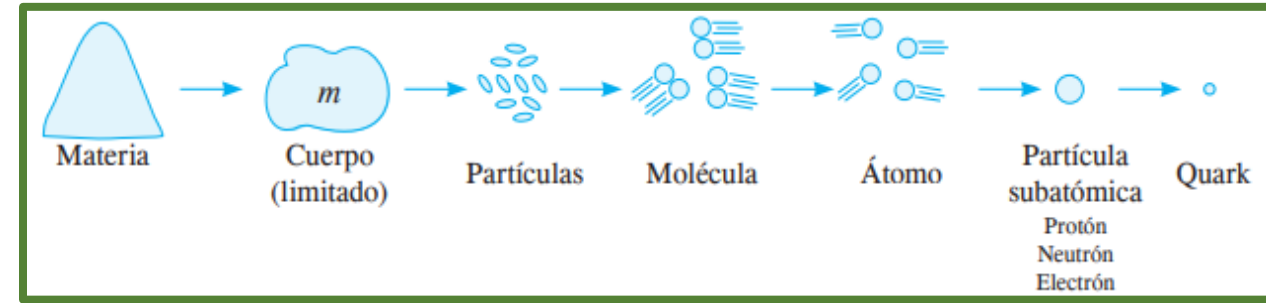 m
Materia
Cuerpo
(limitado)
Partículas
Molécula
Átomo
Partícula
subatómica
Protón
Neutrón
Electrón
Quark